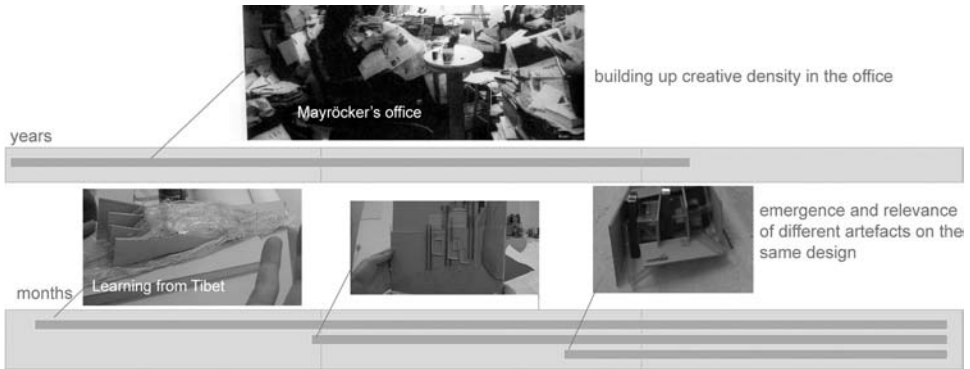 Mayröcker's office
building up creative density in the office
years
Learning from Tibet
emergence and relevance
of different artefacts on the
same design
months